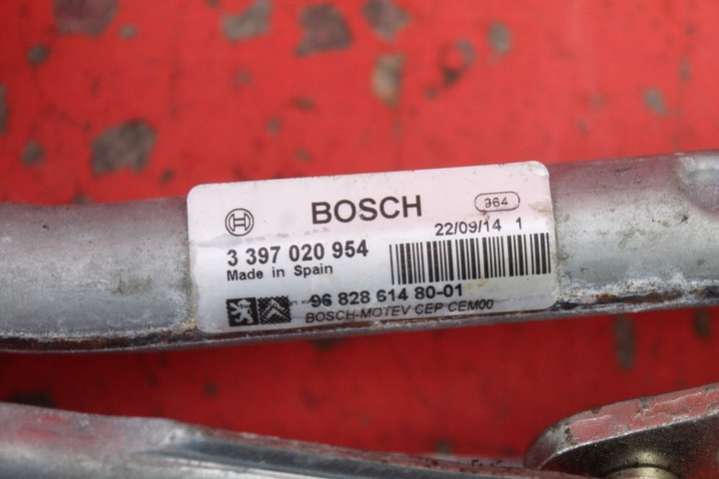 BOSCH
364
22/09/14 1
3 397 020 954
Made in Spain
96 828 614 80-01
BOSCH-MOTEV CEP CEM00